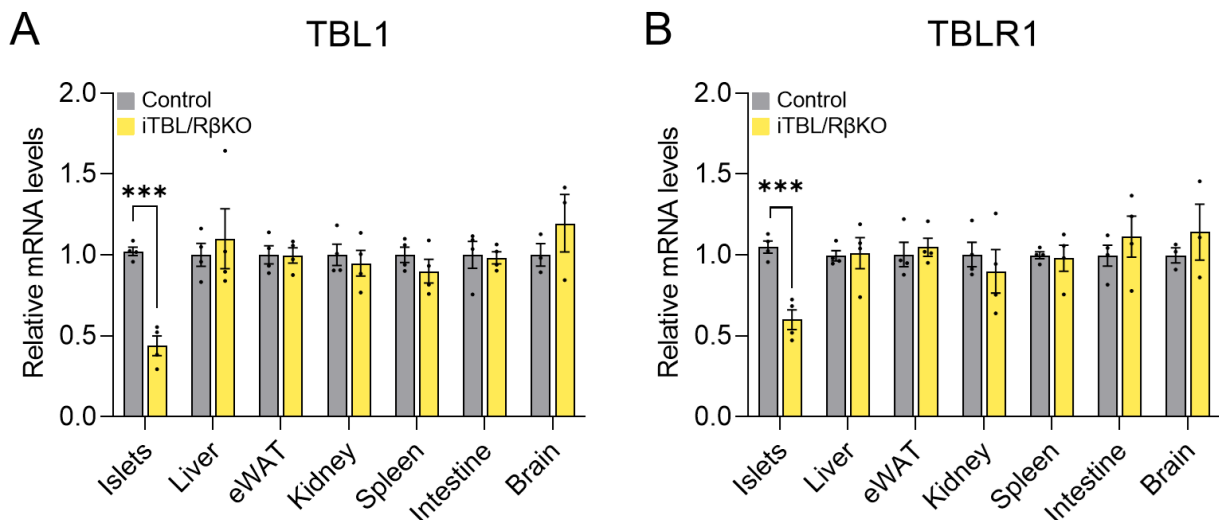 A
TBL1
Relative mRNA levels
2.0
1.5
1.0
0.5
0.0
Control
iTBL/RβKO
***
Islets
Liver
eWAT
Kidney
Spleen
Intestine
Brain
B
TBLR1
Relative mRNA levels
2.0
1.5
1.0
0.5
0.0
Control
iTBL/RβKO
***
Islets
Liver
eWAT
Kidney
Spleen
Intestine
Brain